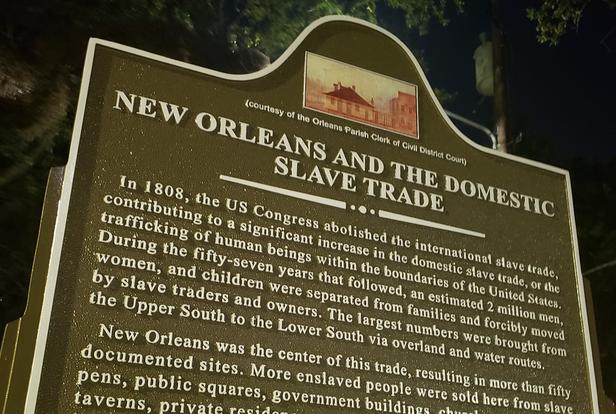 (courtesy of the Orleans Parish Clerk of Civil District Court)
NEW ORLEANS AND THE DOMESTIC
SLAVE TRADE
In 1808, the US Congress abolished the international slave trade,
contributing to a significant increase in the domestic slave trade, or the
trafficking of human beings within the boundaries of the United States.
During the fifty-seven years that followed, an estimated 2 million men,
women, and children were separated from families and forcibly moved
by slave traders and owners. The largest numbers were brought from
the Upper South to the Lower South via overland and water routes.
New Orleans was the center of this trade, resulting in more than fifty
documented sites. More enslaved people were sold here from slave
pens, public squares, government buildings,
taverns, private